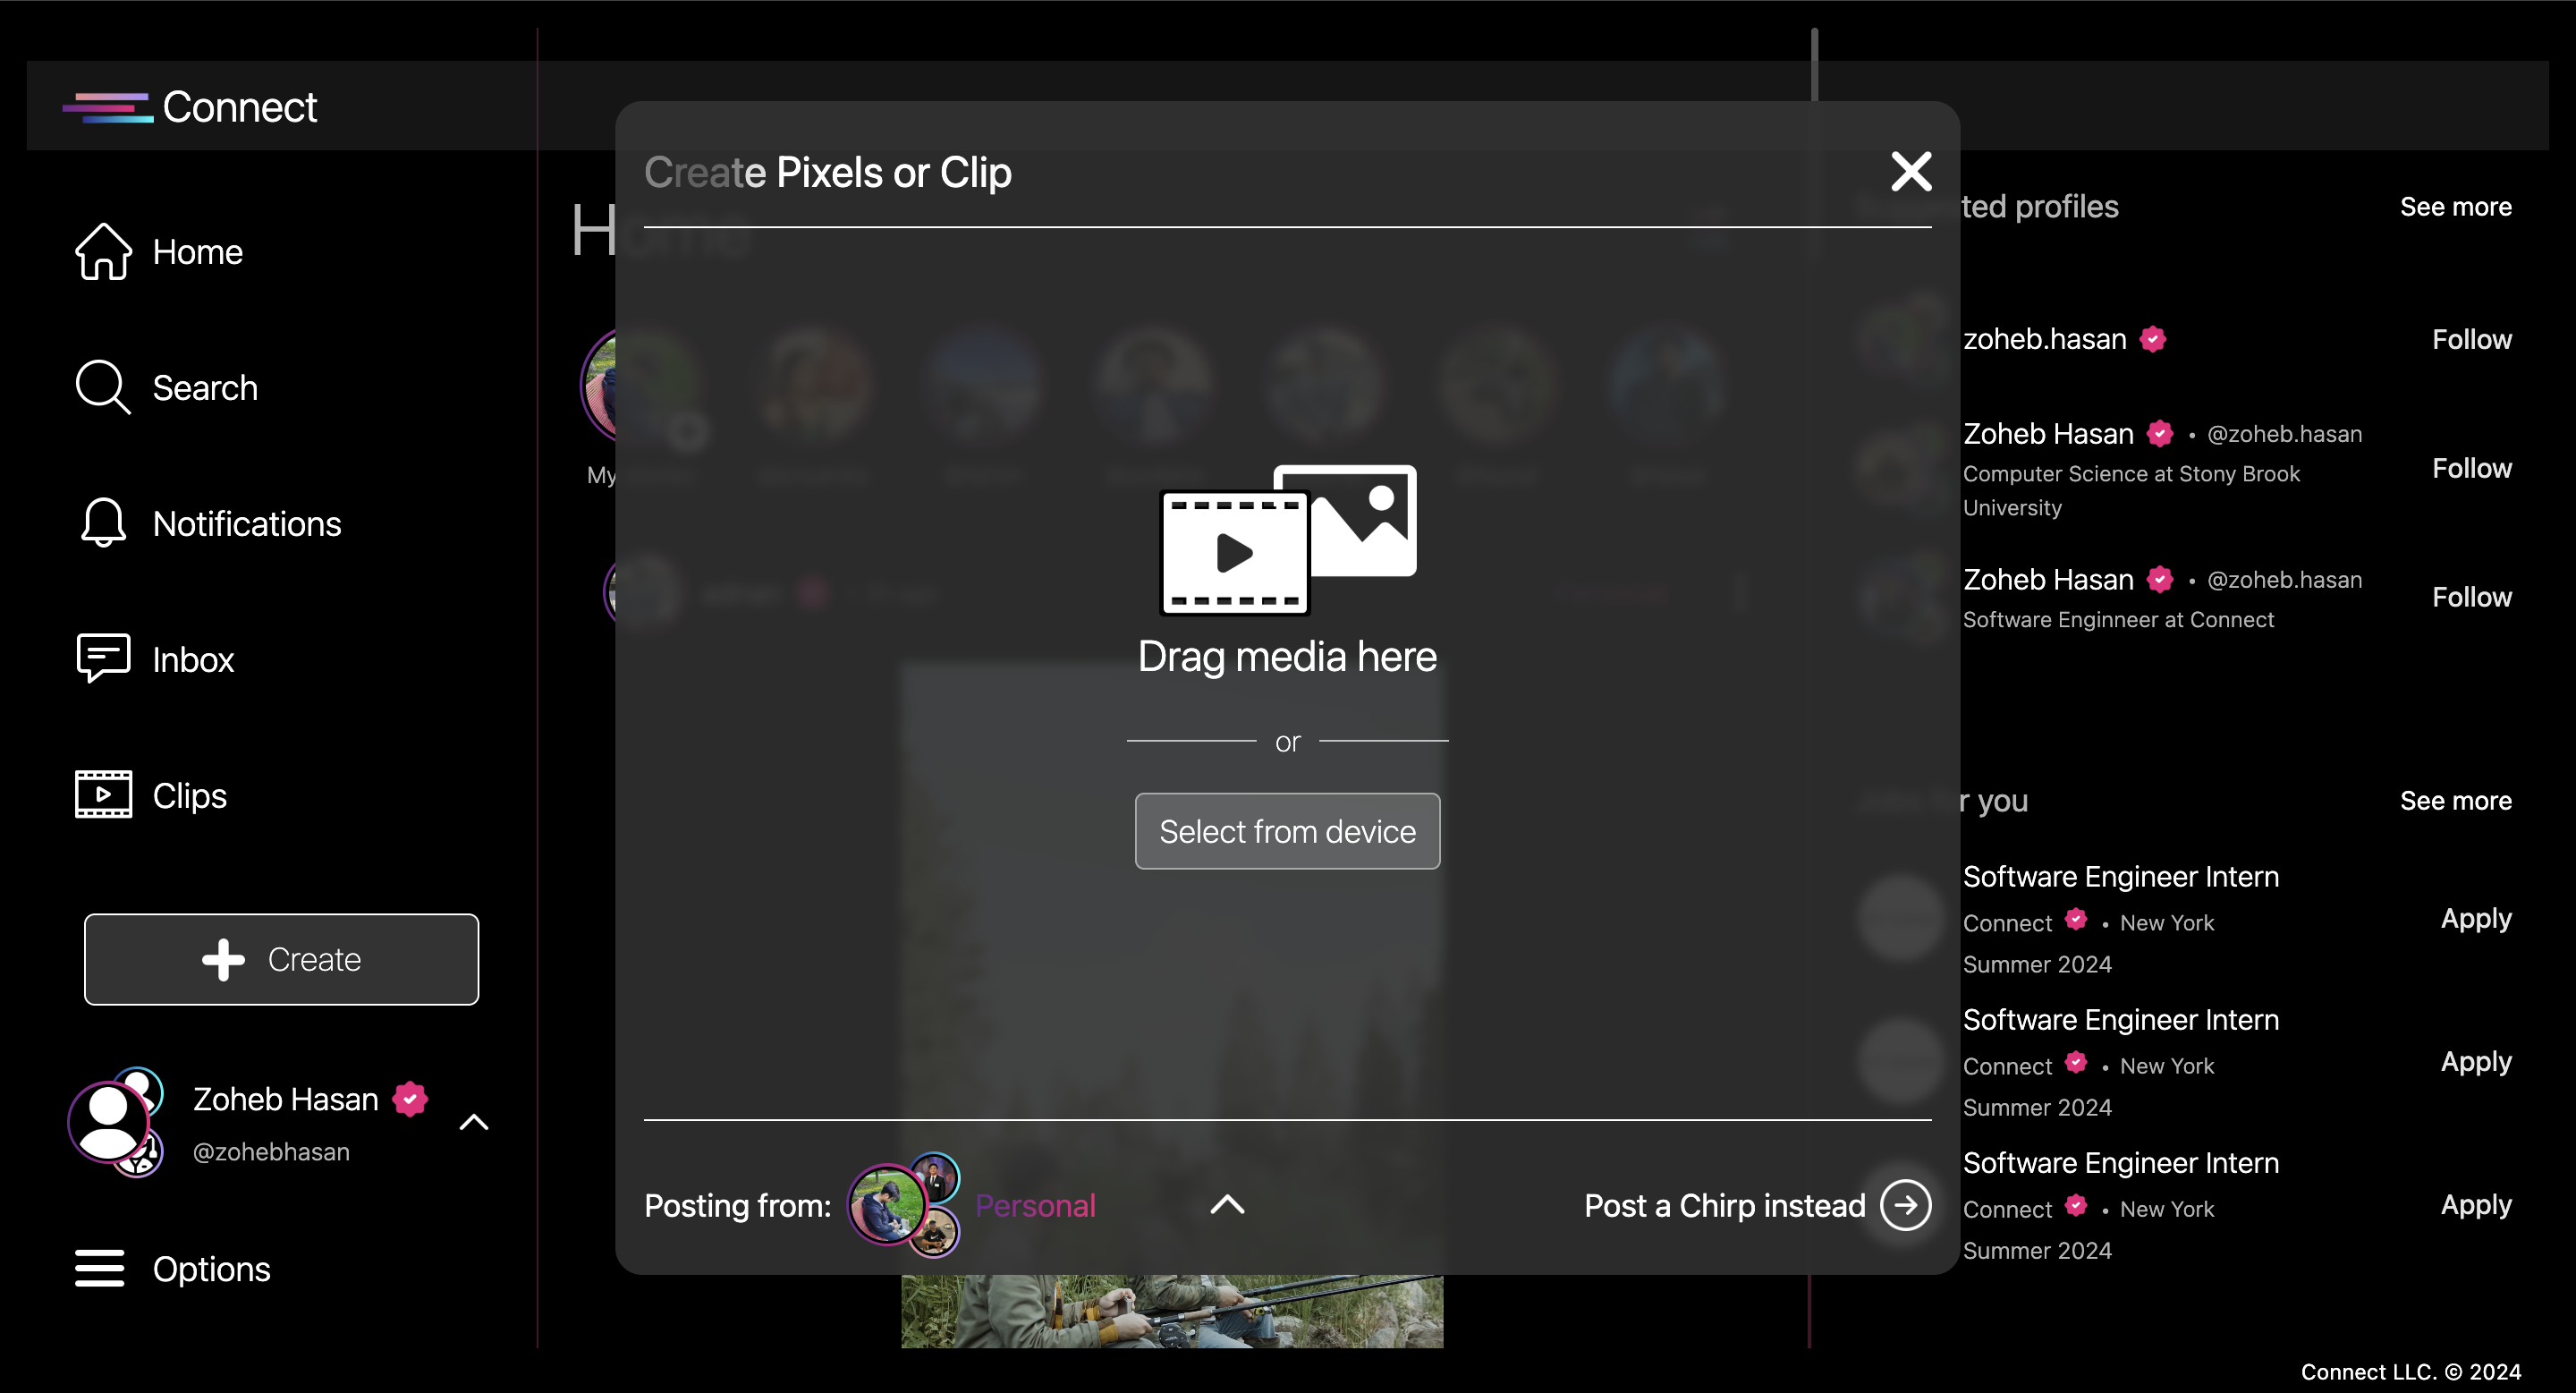 Connect
Home
Search
Notifications
Inbox
Clips
Create
Zoheb Hasan
@zohebhasan
Options
Home
My
Create Pixels or Clip
Drag media here
or
Select from device
Posting from:
Personal
Post a Chirp instead
ted profiles
See more
zoheb.hasan
Follow
Zoheb Hasan • @zoheb.hasan
Computer Science at Stony Brook
University
Follow
Zoheb Hasan • @zoheb.hasan
Software Enginneer at Connect
Follow
r you
See more
Software Engineer Intern
Connect • New York
Summer 2024
Apply
Software Engineer Intern
Connect • New York
Summer 2024
Apply
Software Engineer Intern
Connect • New York
Summer 2024
Apply
Connect LLC. © 2024